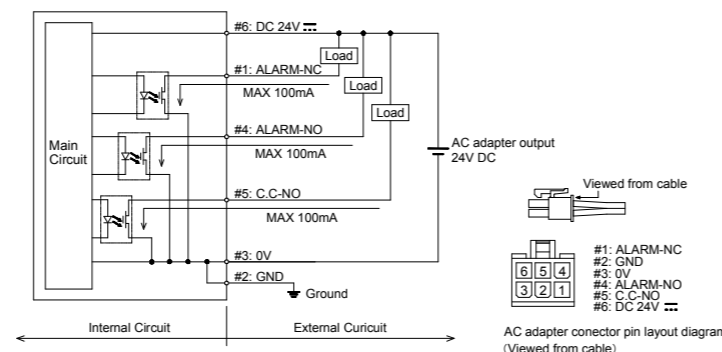 #6: DC 24V
Load
#1: ALARM-NC
MAX 100mA
Load
Load
#4: ALARM-NO
Main
Circuit
MAX 100mA
AC adapter output
24V DC
#5: C.C-NO
MAX 100mA
#3: 0V
#2: GND
Ground
Internal Circuit
External Curicuit
Viewed from cable
6 5 4
3 2 1
#1: ALARM-NC
#2: GND
#3: 0V
#4: ALARM-NO
#5: C.C-NO
#6: DC 24V
AC adapter conector pin layout diagram
(Viewed from cable)